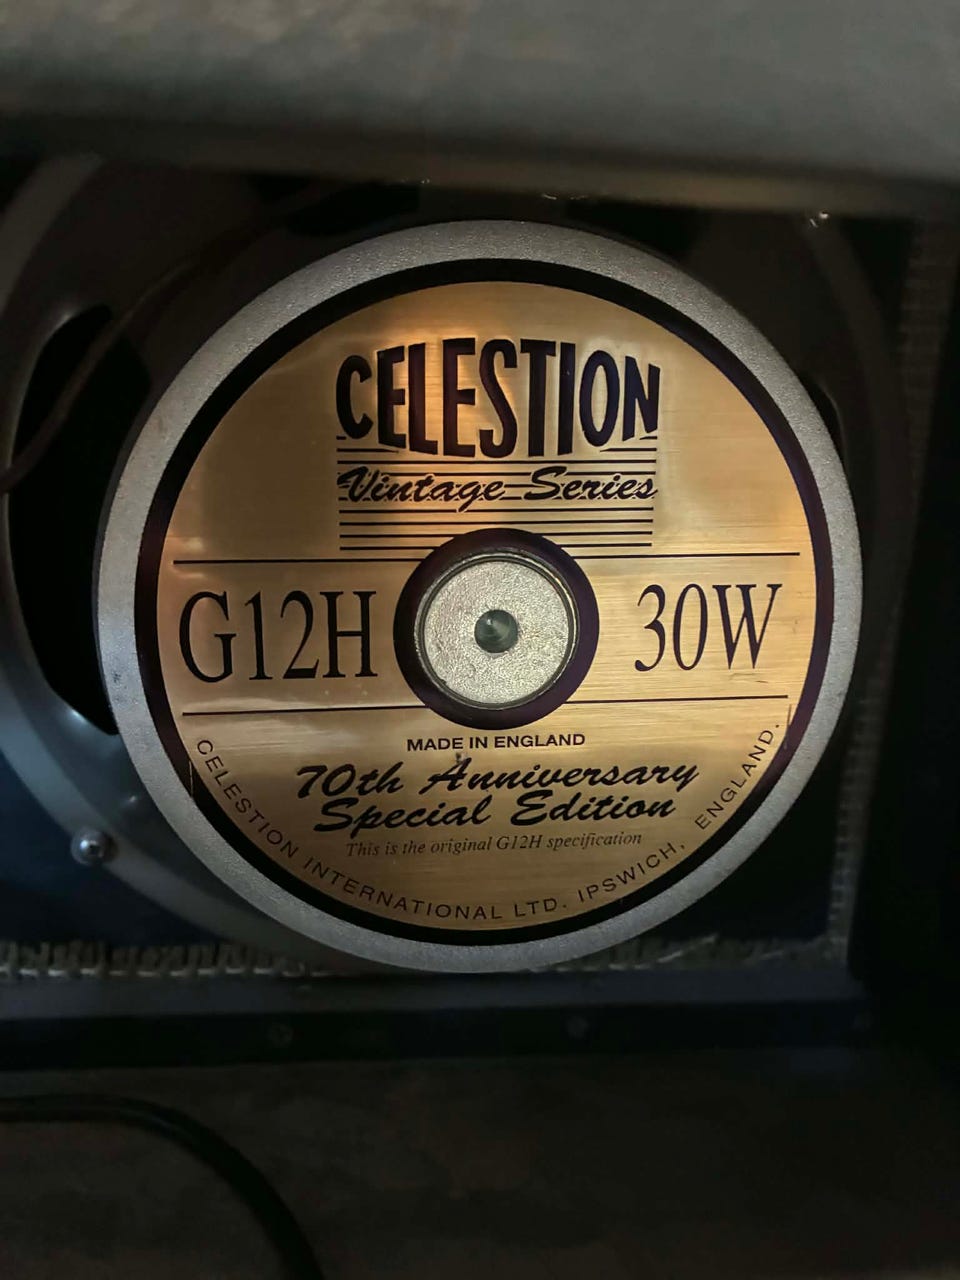 CELESTION
Vintage Series
G12H 30W
MADE IN ENGLAND
70th Anniversary
Special Edition
This is the original G12H specification
CELESTION INTERNATIONAL LTD. IPSWICH, ENGLAND.